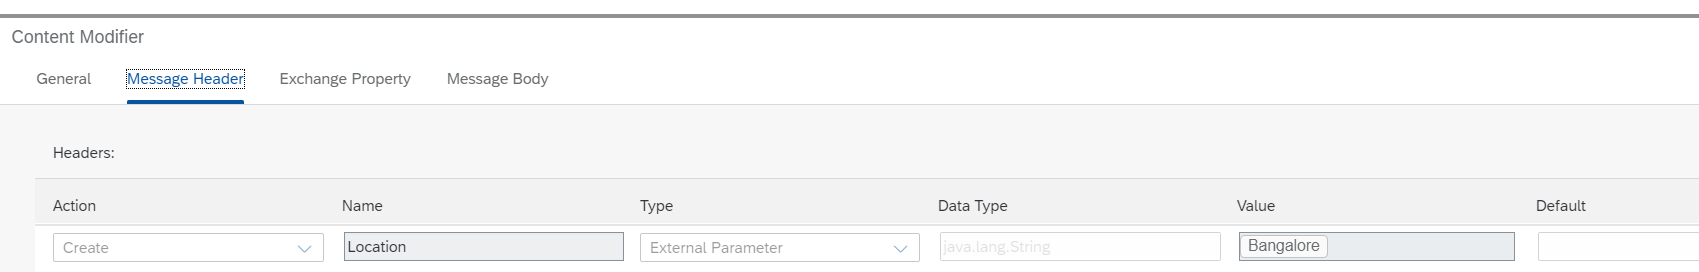 Content Modifier
General Message Header Exchange Property Message Body
Headers:
Action Name Type Data Type Value Default
Create Location External Parameter java.lang.String Bangalore